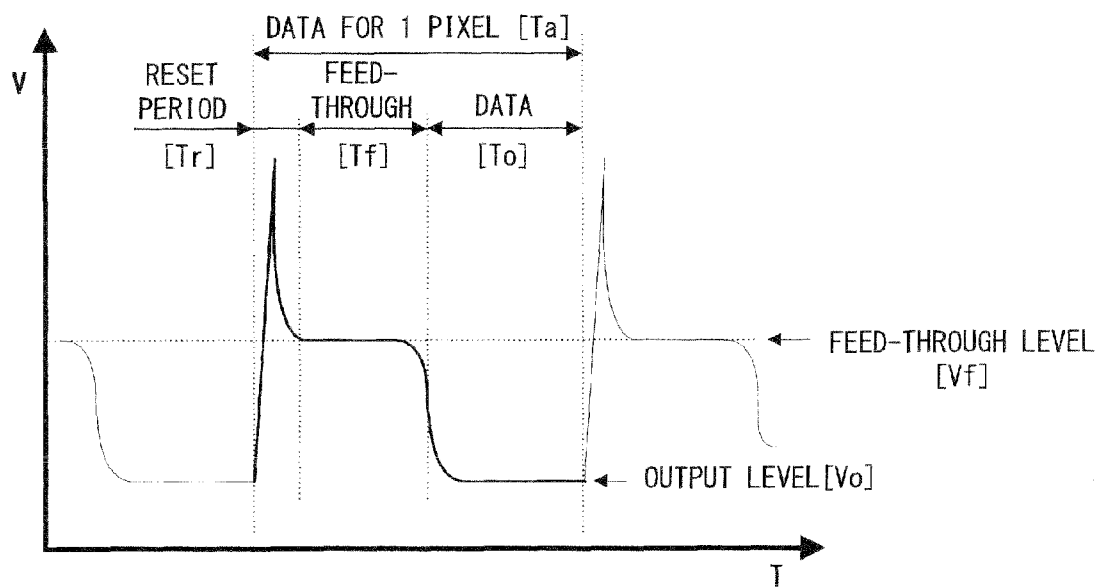 DATA FOR 1 PIXEL [Ta]
V
RESET
PERIOD
[Tr]
FEED-
THROUGH
[Tf]
DATA
[To]
FEED-THROUGH LEVEL
[Vf]
OUTPUT LEVEL[Vo]
T